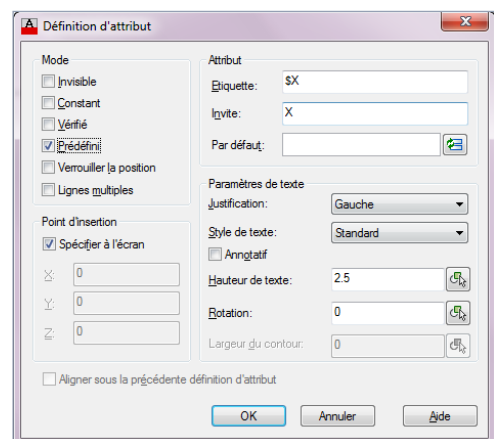 Définition d'attribut
Mode
Invisible
Constant
Vérifié
Prédéfini
Verrouiller la position
Lignes multiples
Attribut
Etiquette: $X
Invite: X
Par défaut:
Point d'insertion
Spécifier à l'écran
X: 0
Y: 0
Z: 0
Paramètres de texte
Justification: Gauche
Style de texte: Standard
Annotatif
Hauteur de texte: 2.5
Rotation: 0
Largeur du contour: 0
Aligner sous la précédente définition d'attribut
OK Annuler Aide